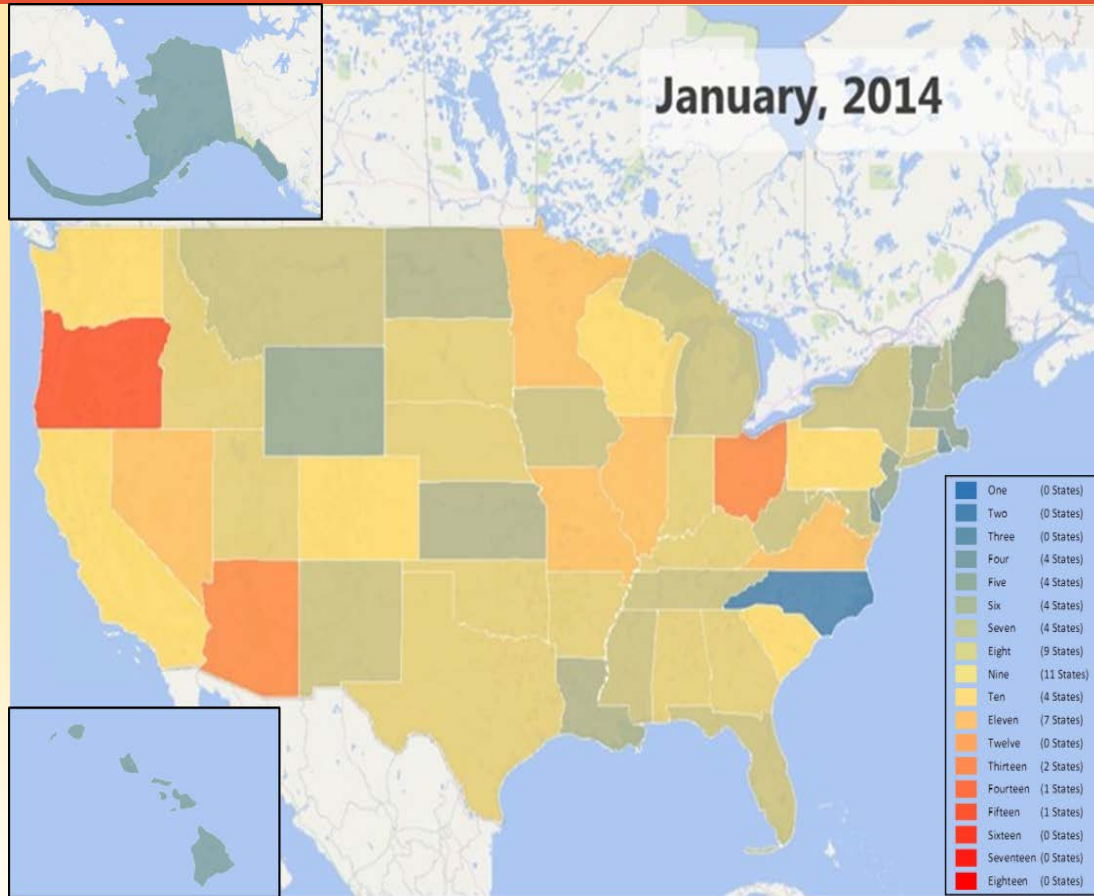 January, 2014
One (0 States)
Two (0 States)
Three (0 States)
Four (4 States)
Five (4 States)
Six (4 States)
Seven (4 States)
Eight (9 States)
Nine (11 States)
Ten (4 States)
Eleven (7 States)
Twelve (0 States)
Thirteen (2 States)
Fourteen (1 States)
Fifteen (1 States)
Sixteen (0 States)
Seventeen (0 States)
Eighteen (0 States)